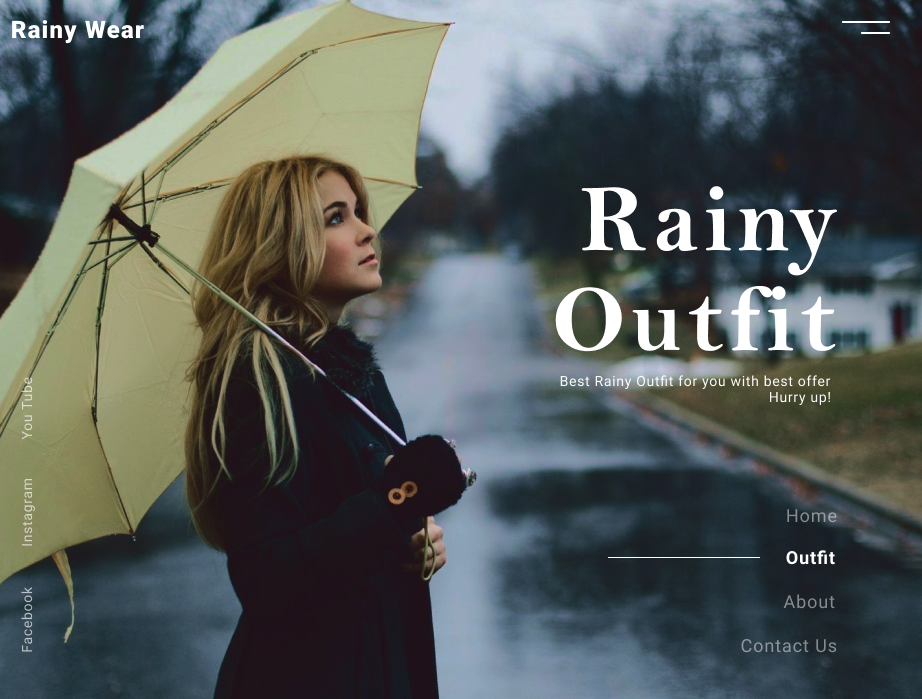 Rainy Wear
Rainy
Outfit
Best Rainy Outfit for you with best offer
Hurry up!
Home
Outfit
About
Contact Us
You Tube
Instagram
Facebook